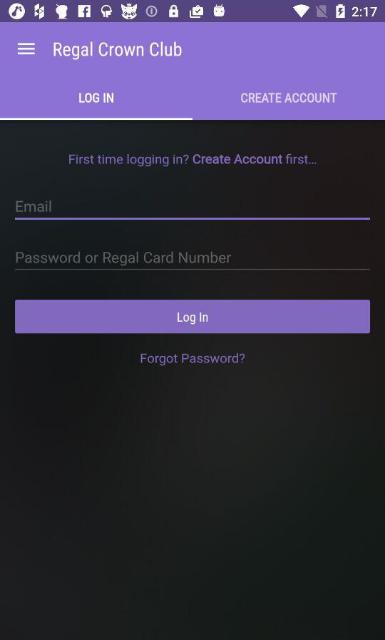 2:17
Regal Crown Club
LOG IN
CREATE ACCOUNT
First time logging in? Create Account first...
Email
Password or Regal Card Number
Log In
Forgot Password?